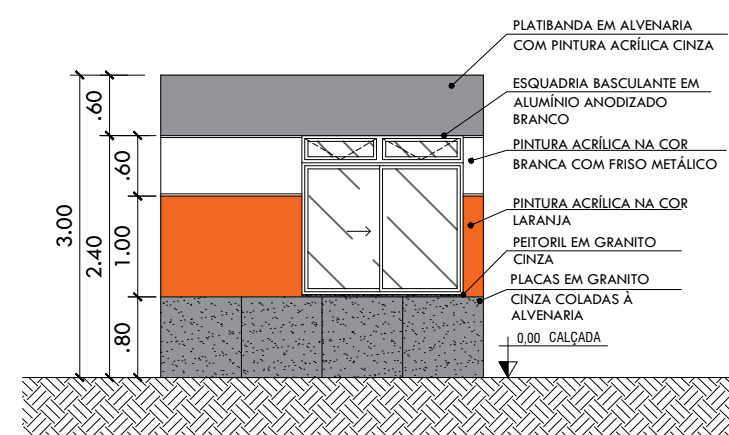 PLATIBANDA EM ALVENARIA
COM PINTURA ACRÍLICA CINZA
ESQUADRIA BASCULANTE EM
ALUMÍNIO ANODIZADO
BRANCO
PINTURA ACRÍLICA NA COR
BRANCA COM FRISO METÁLICO
PINTURA ACRÍLICA NA COR
LARANJA
PEITORIL EM GRANITO
CINZA
PLACAS EM GRANITO
CINZA COLADAS À
ALVENARIA
0,00 CALÇADA
3.00
.60
2.40
.60
1.00
.80